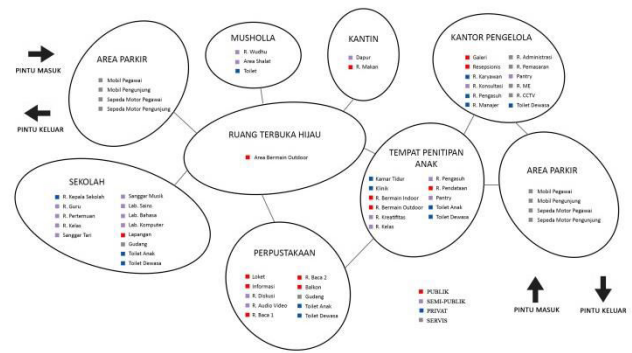 PINTU MASUK
PINTU KELUAR
AREA PARKIR
Mobil Pegawai
Mobil Pengunjung
Sepeda Motor Pegawai
Sepeda Motor Pengunjung
MUSHOLLA
R. Wudhu
Area Shalat
Toilet
KANTIN
Dapur
R. Makan
KANTOR PENGELOLA
Galeri
Resepsionis
R. Karyawan
R. Konsultasi
R. Pengasuh
R. Manajer
R. Administrasi
R. Pemasaran
Pantry
R. ME
R. CCTV
Toilet Dewasa
RUANG TERBUKA HIJAU
Area Bermain Outdoor
TEMPAT PENITIPAN
ANAK
Kamar Tidur
Klinik
R. Bermain Indoor
R. Bermain Outdoor
R. Kreatifitas
R. Kelas
R. Pengasuh
R. Pendataan
Pantry
Toilet Anak
Toilet Dewasa
AREA PARKIR
Mobil Pegawai
Mobil Pengunjung
Sepeda Motor Pegawai
Sepeda Motor Pengunjung
SEKOLAH
R. Kepala Sekolah
R. Guru
R. Pertemuan
R. Kelas
Sanggar Tari
Sanggar Musik
Lab. Sains
Lab. Bahasa
Lab. Komputer
Lapangan
Gudang
Toilet Anak
Toilet Dewasa
PERPUSTAKAAN
Loket
Informasi
R. Diskusi
R. Audio Video
R. Baca 1
R. Baca 2
Balkon
Gudang
Toilet Anak
Toilet Dewasa
PUBLIK
SEMI-PUBLIK
PRIVAT
SERVIS
PINTU MASUK
PINTU KELUAR